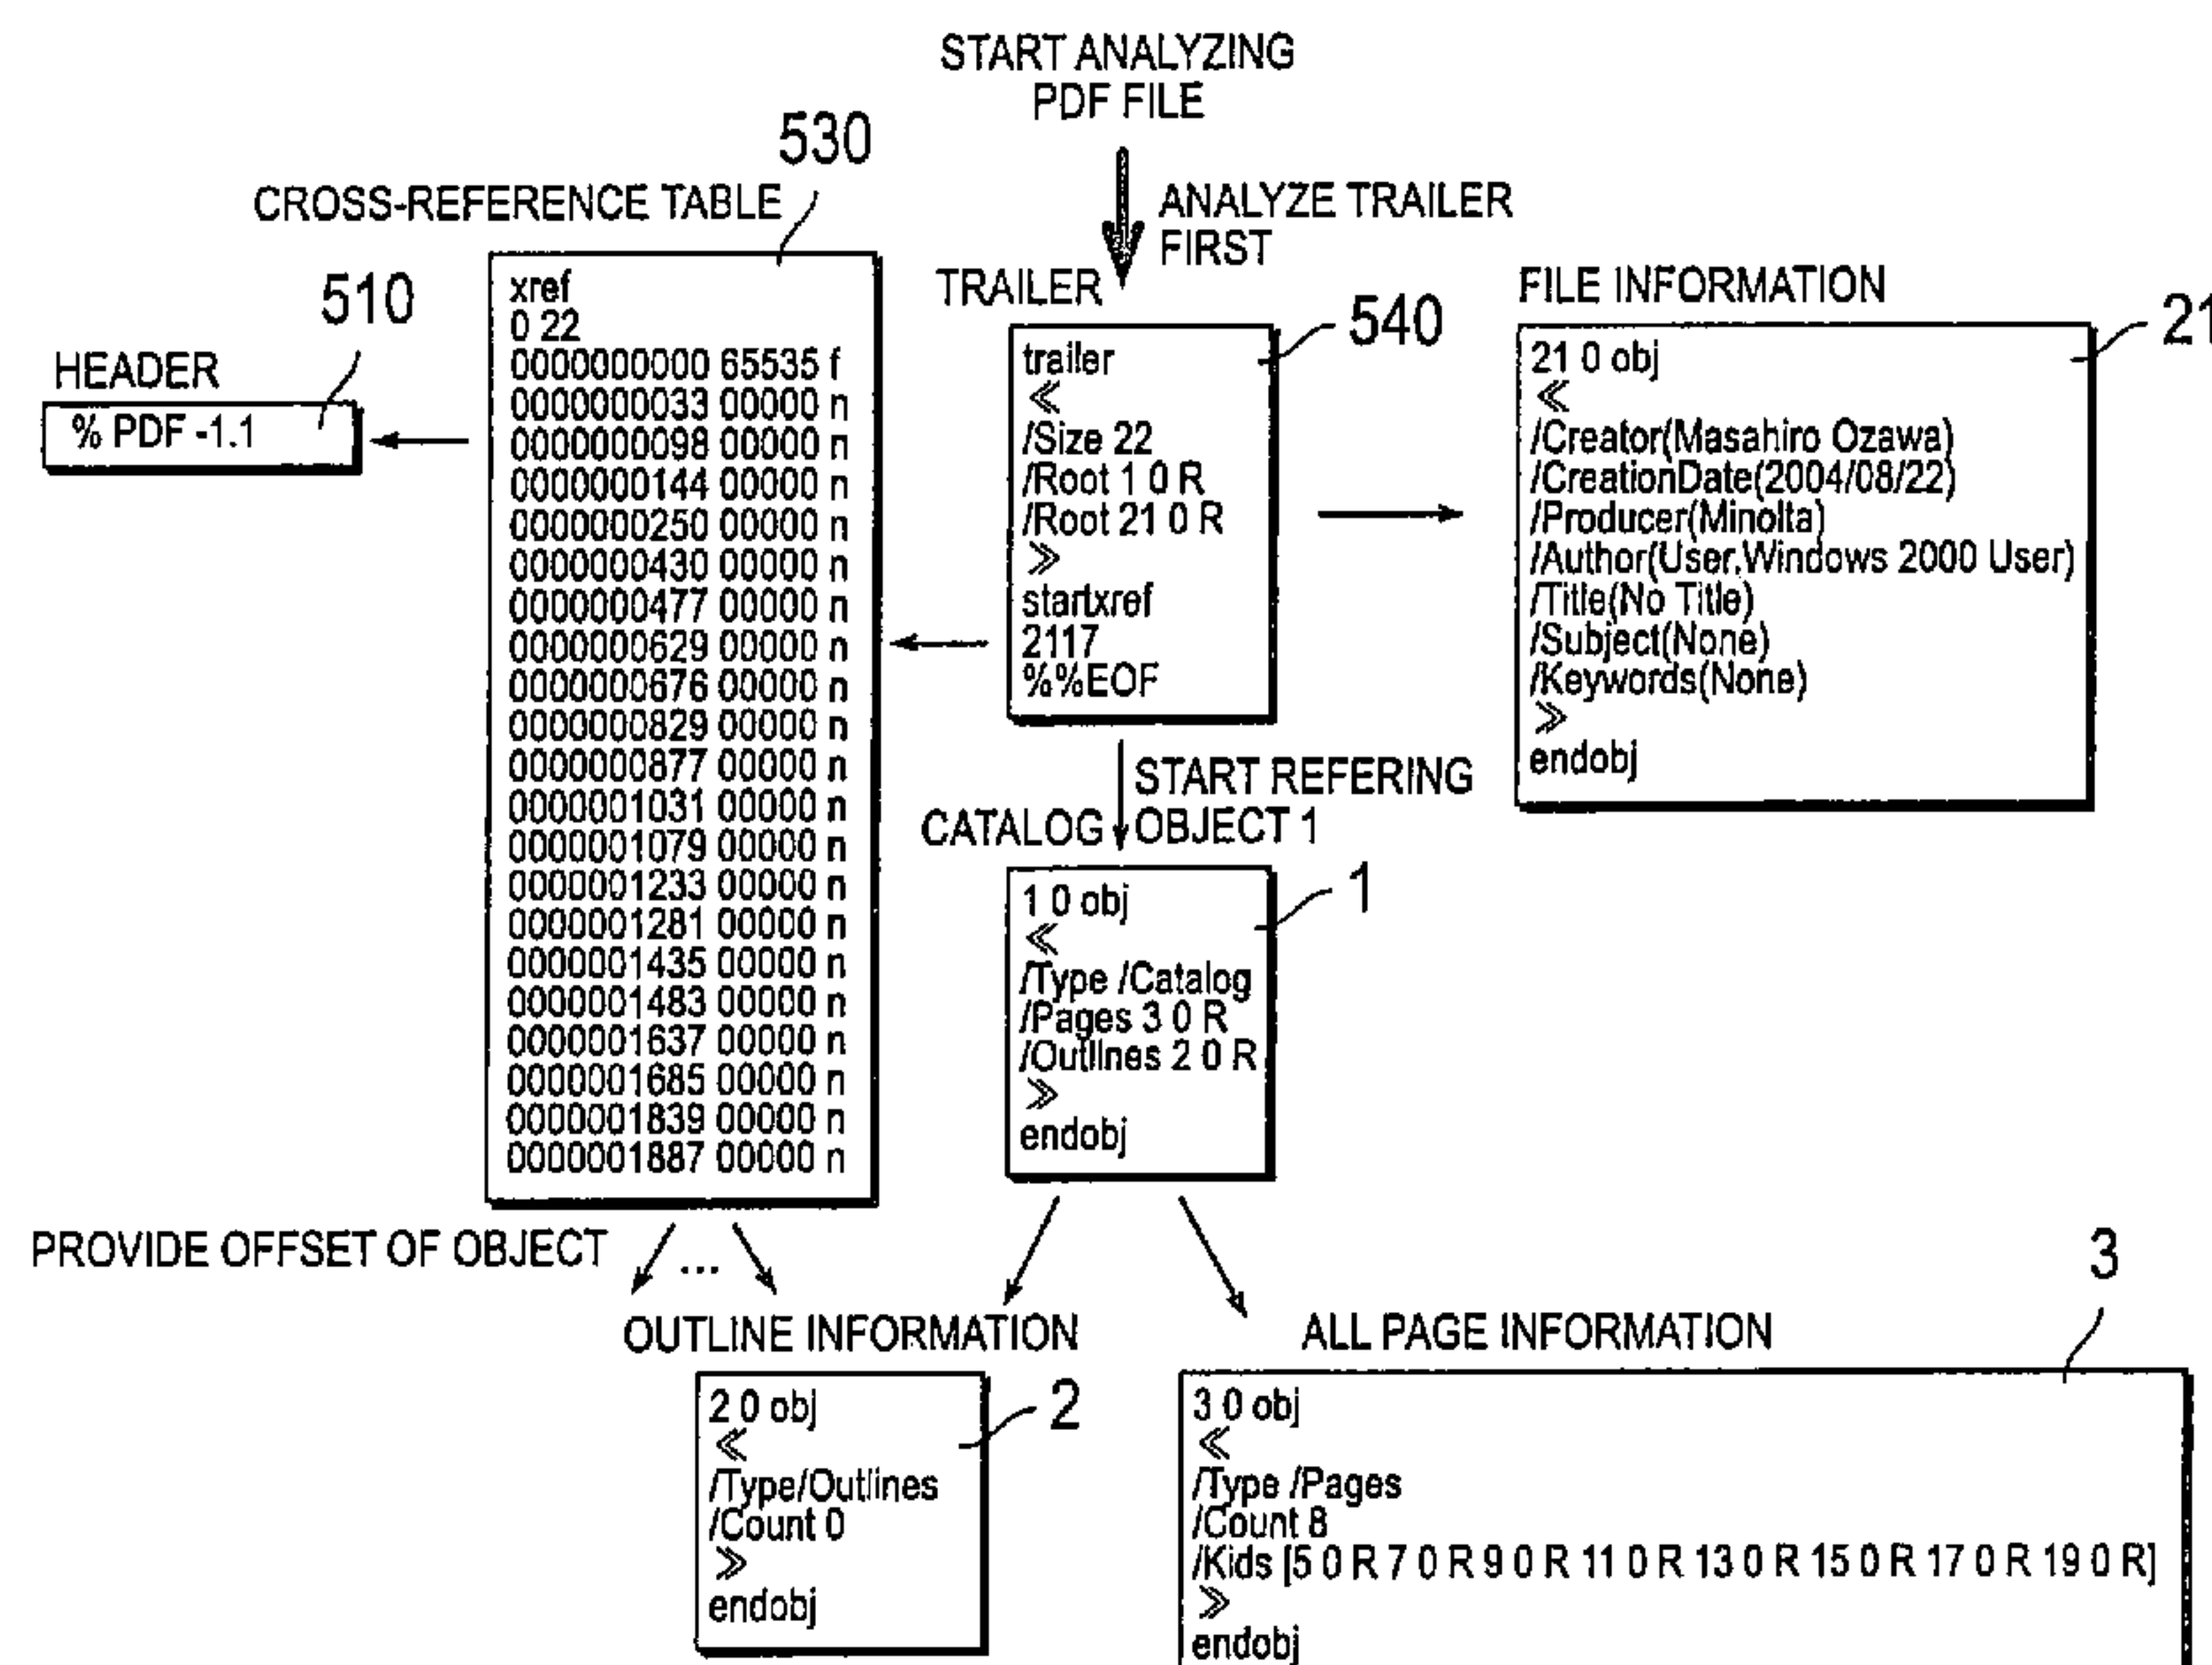 START ANALYZING
PDF FILE
ANALYZE TRAILER
FIRST
530
CROSS-REFERENCE TABLE
xref
0 22
0000000000 65535 f
0000000033 00000 n
0000000098 00000 n
0000000144 00000 n
0000000250 00000 n
0000000430 00000 n
0000000477 00000 n
0000000629 00000 n
0000000676 00000 n
0000000829 00000 n
0000000877 00000 n
0000001031 00000 n
0000001079 00000 n
0000001233 00000 n
0000001281 00000 n
0000001435 00000 n
0000001483 00000 n
0000001637 00000 n
0000001685 00000 n
0000001839 00000 n
0000001887 00000 n
510
HEADER
% PDF -1.1
TRAILER
540
trailer
≪
/Size 22
/Root 1 0 R
/Root 21 0 R
≫
startxref
2117
%%EOF
FILE INFORMATION
21
21 0 obj
≪
/Creator(Masahiro Ozawa)
/CreationDate(2004/08/22)
/Producer(Minolta)
/Author(User,Windows 2000 User)
/Title(No Title)
/Subject(None)
/Keywords(None)
≫
endobj
START REFERING
OBJECT 1
CATALOG
1
1 0 obj
≪
/Type /Catalog
/Pages 3 0 R
/Outlines 2 0 R
≫
endobj
PROVIDE OFFSET OF OBJECT
...
OUTLINE INFORMATION
2
2 0 obj
≪
/Type/Outlines
/Count 0
≫
endobj
ALL PAGE INFORMATION
3
3 0 obj
≪
/Type /Pages
/Count 8
/Kids [5 0 R 7 0 R 9 0 R 11 0 R 13 0 R 15 0 R 17 0 R 19 0 R]
≫
endobj